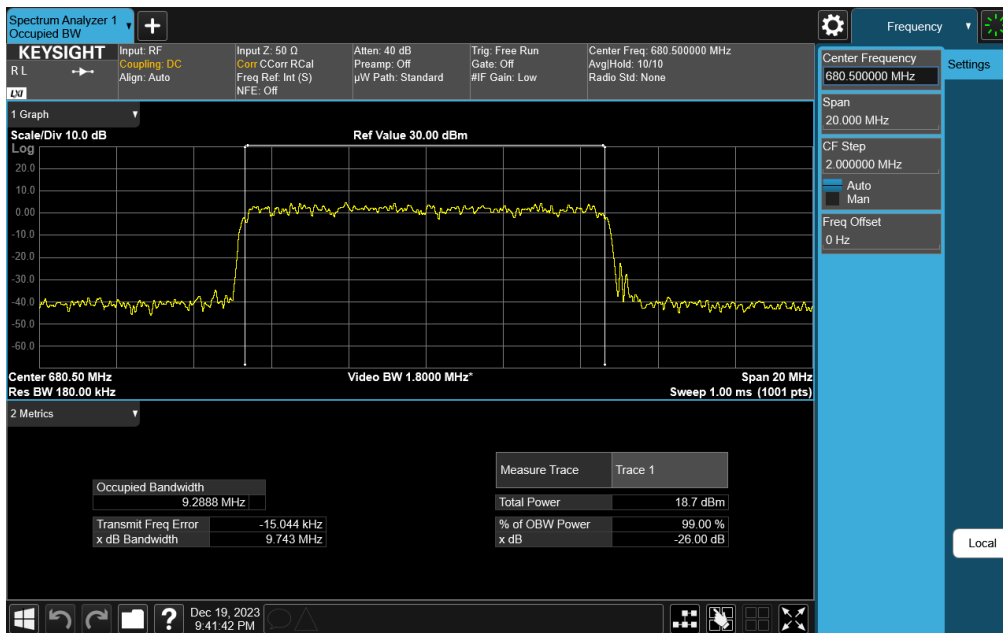 Spectrum Analyzer 1
Occupied BW
Frequency
KEYSIGHT
R L
LXI
Input: RF
Coupling: DC
Align: Auto
Input Z: 50 Ω
Corr CCorr RCal
Freq Ref: Int (S)
NFE: Off
Atten: 40 dB
Preamp: Off
µW Path: Standard
Trig: Free Run
Gate: Off
#IF Gain: Low
Center Freq: 680.500000 MHz
Avg|Hold: 10/10
Radio Std: None
Center Frequency
680.500000 MHz
Settings
Span
20.000 MHz
CF Step
2.000000 MHz
Auto
Man
Freq Offset
0 Hz
Local
1 Graph
Scale/Div 10.0 dB
Ref Value 30.00 dBm
Log
20.0
10.0
0.00
-10.0
-20.0
-30.0
-40.0
-50.0
-60.0
Center 680.50 MHz
Video BW 1.8000 MHz*
Span 20 MHz
Res BW 180.00 kHz
Sweep 1.00 ms (1001 pts)
2 Metrics
Measure Trace
Trace 1
Occupied Bandwidth
9.2888 MHz
Total Power
18.7 dBm
Transmit Freq Error
-15.044 kHz
% of OBW Power
99.00 %
x dB Bandwidth
9.743 MHz
x dB
-26.00 dB
?
Dec 19, 2023
9:41:42 PM